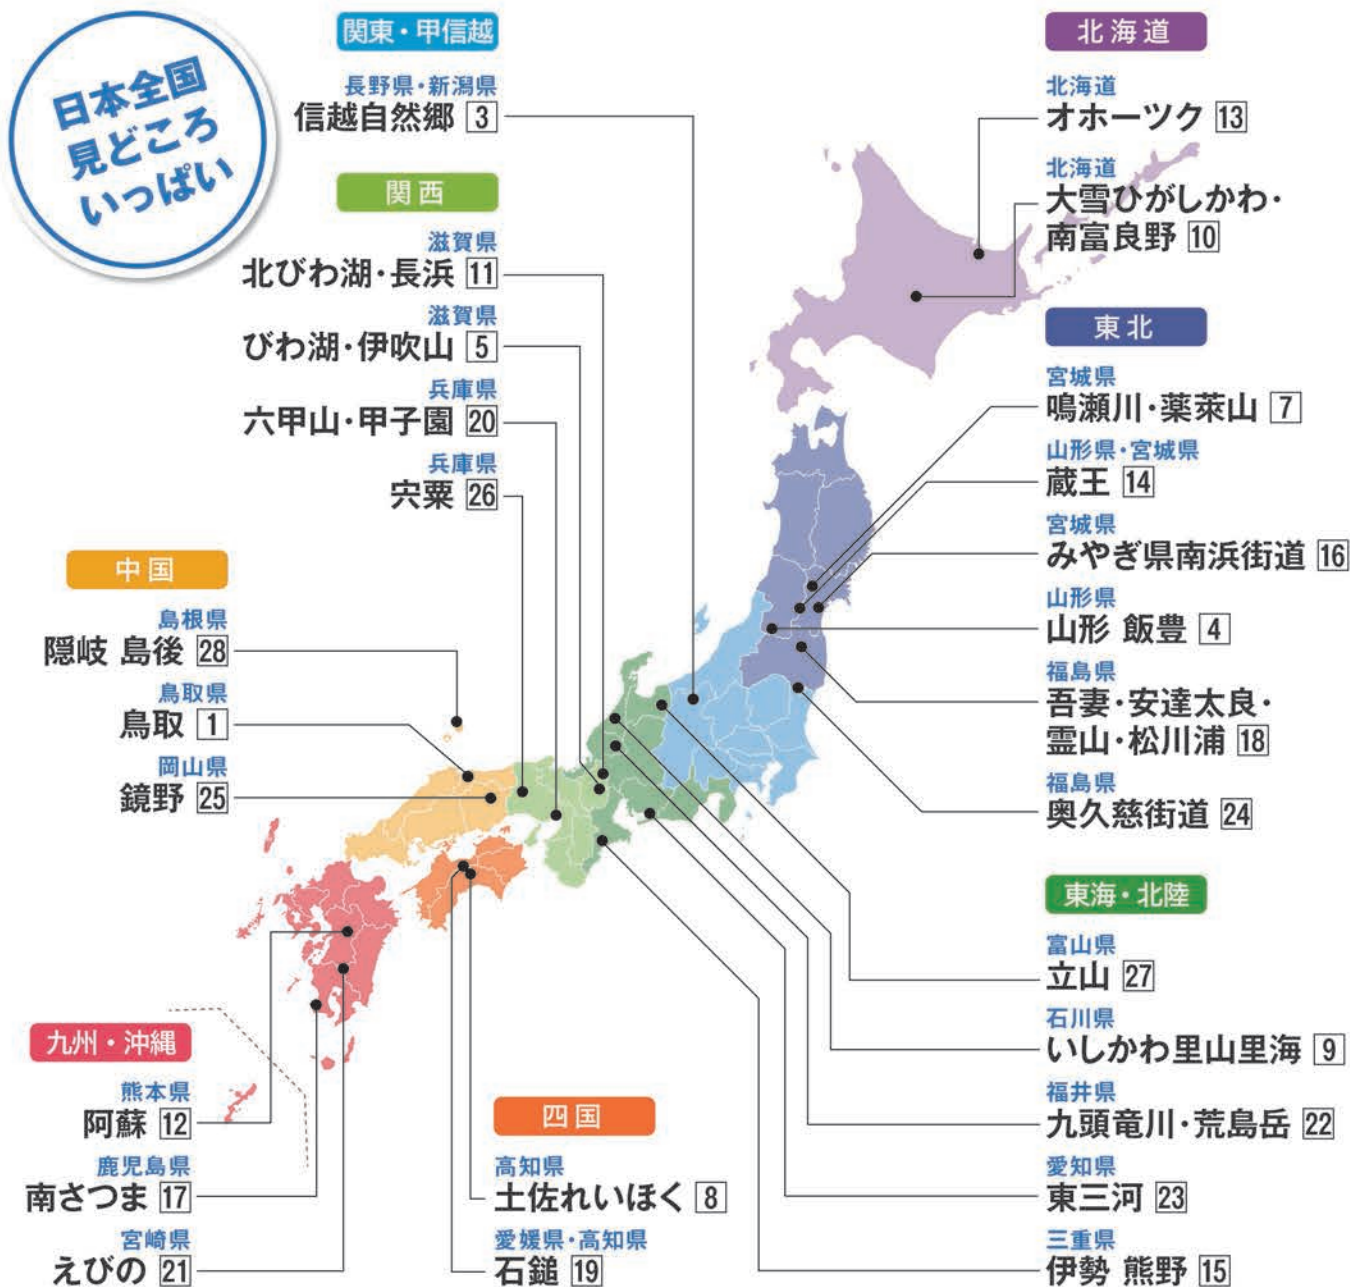 日本全国
見どころ
いっぱい
関東・甲信越
長野県・新潟県
信越自然郷 3
関西
滋賀県
北びわ湖・長浜 11
滋賀県
びわ湖・伊吹山 5
兵庫県
六甲山・甲子園 20
兵庫県
宍粟 26
中国
島根県
隠岐 島後 28
鳥取県
鳥取 1
岡山県
鏡野 25
九州・沖縄
熊本県
阿蘇 12
鹿児島県
南さつま 17
宮崎県
えびの 21
四国
高知県
土佐れいほく 8
愛媛県・高知県
石鎚 19
北海道
北海道
オホーツク 13
北海道
大雪ひがしかわ・
南富良野 10
東北
宮城県
鳴瀬川・薬萊山 7
山形県・宮城県
蔵王 14
宮城県
みやぎ県南浜街道 16
山形県
山形 飯豊 4
福島県
吾妻・安達太良・
霊山・松川浦 18
福島県
奥久慈街道 24
東海・北陸
富山県
立山 27
石川県
いしかわ里山里海 9
福井県
九頭竜川・荒島岳 22
愛知県
東三河 23
三重県
伊勢 熊野 15